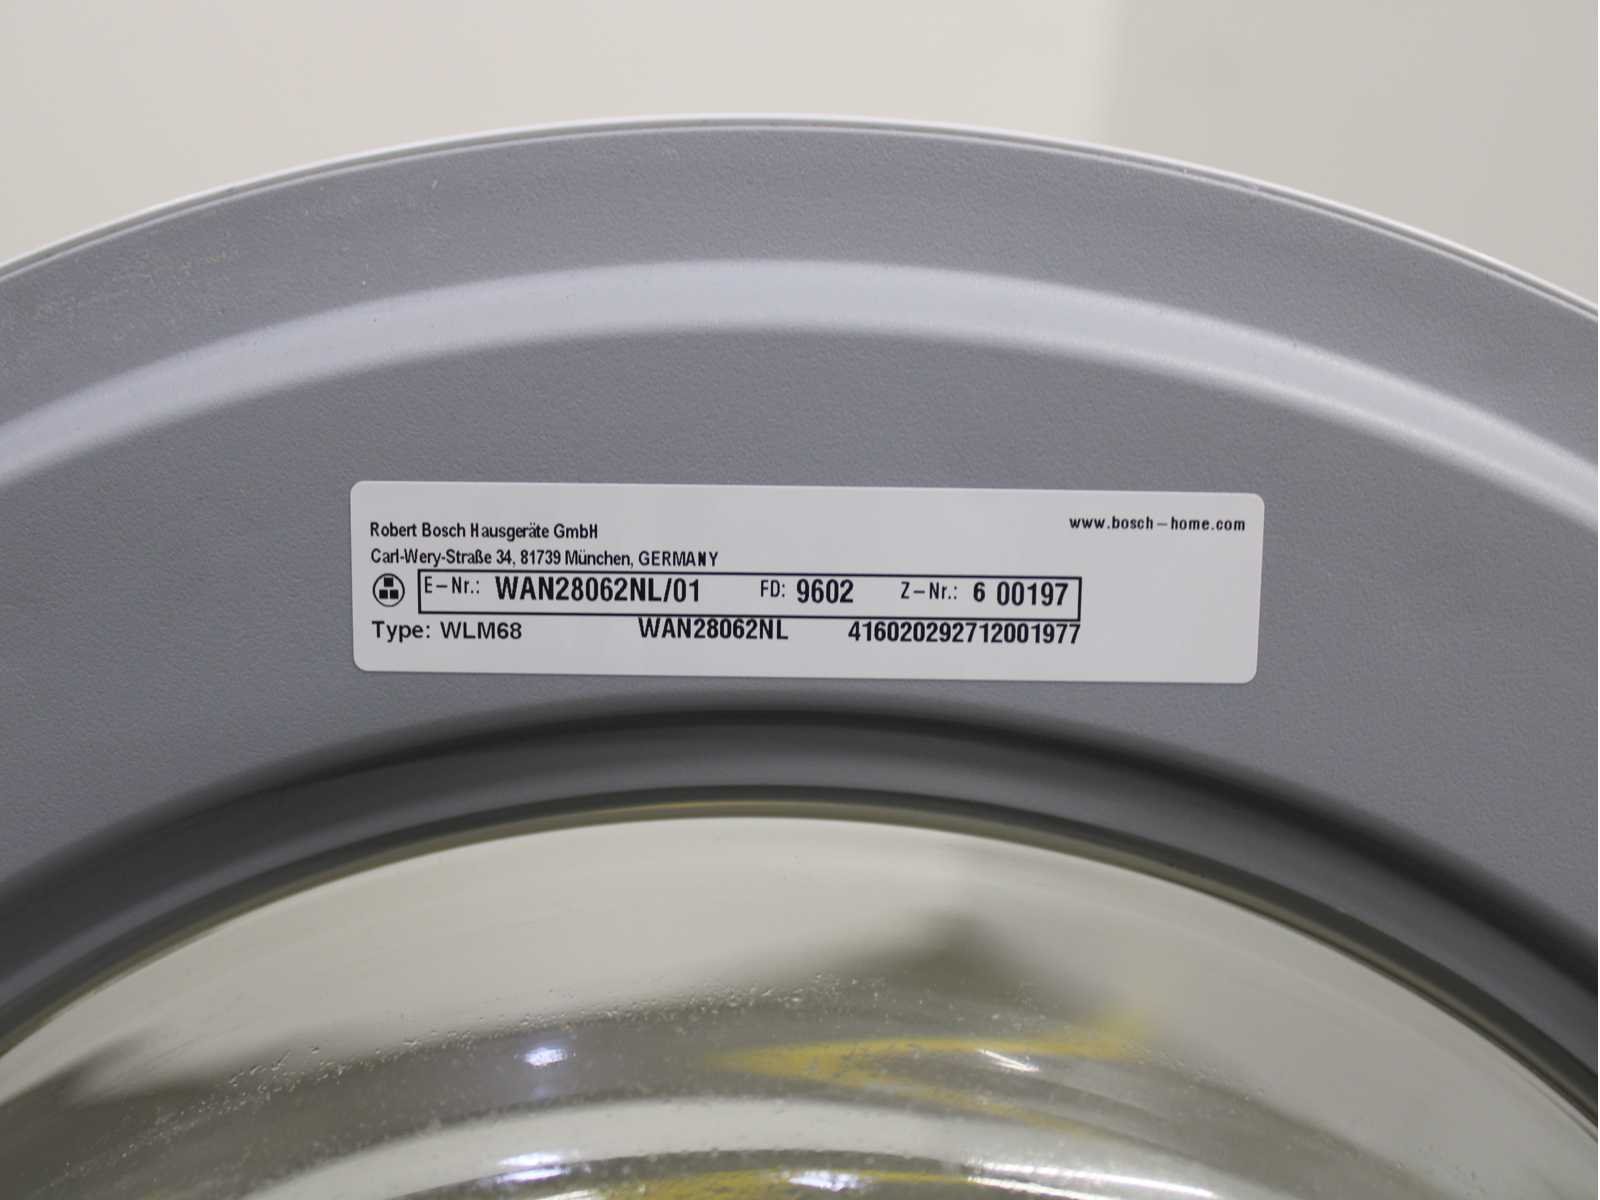 Robert Bosch Hausgeräte GmbH
www.bosch-home.com
Carl-Wery-Straße 34, 81739 München, GERMANY
E-Nr.: WAN28062NL/01 FD: 9602 Z-Nr.: 6 00197
Type: WLM68 WAN28062NL 416020292712001977